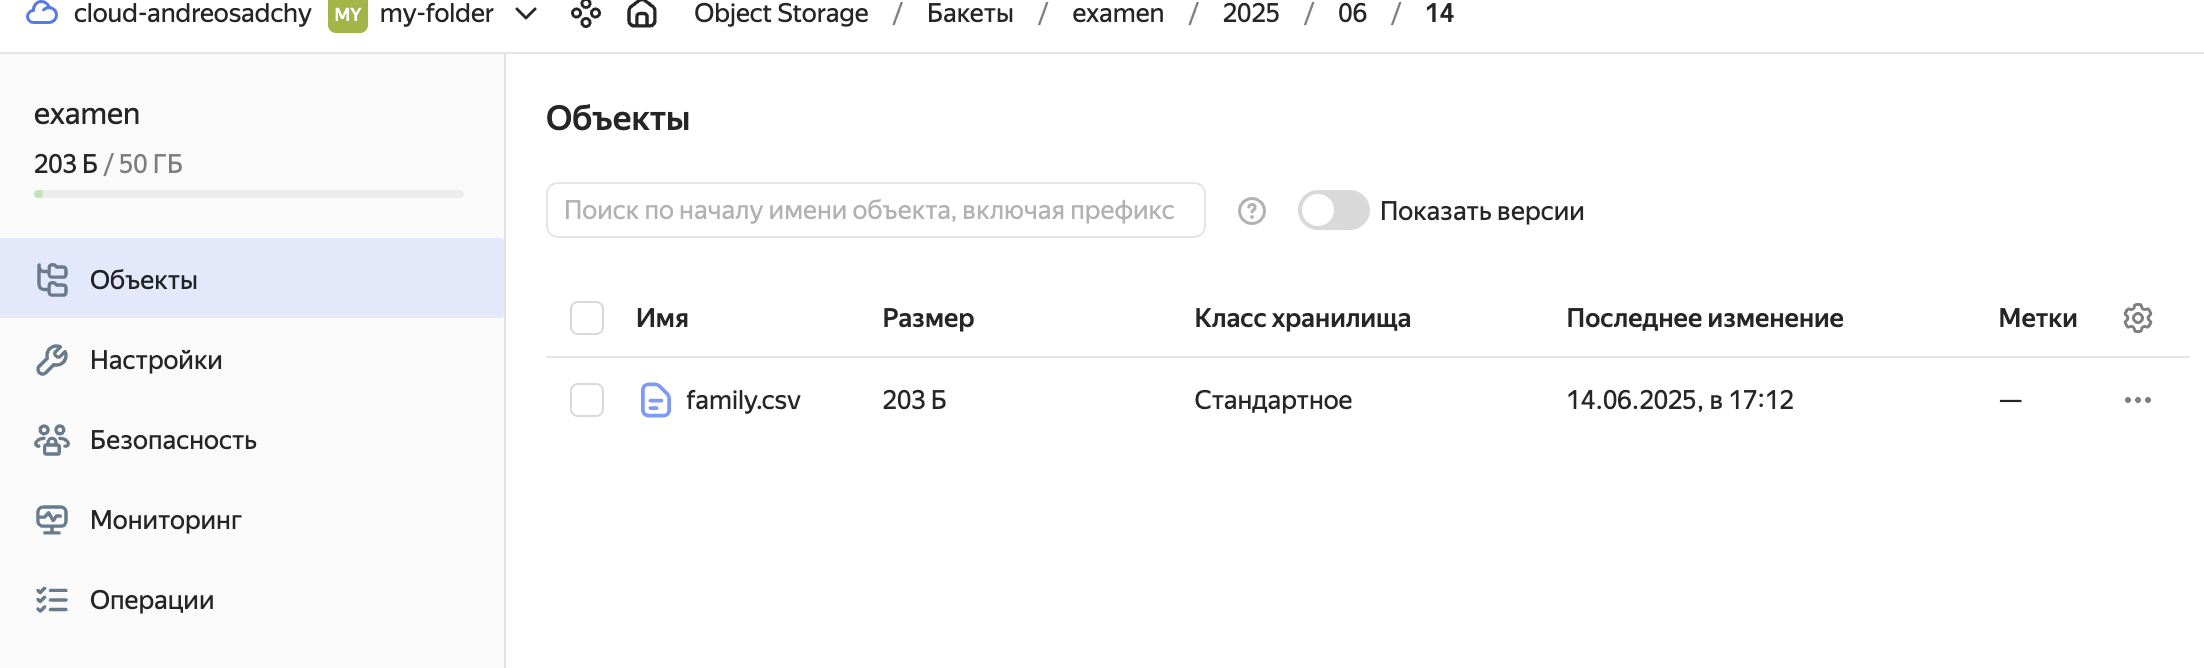 cloud-andreosadchy MY my-folder Object Storage / Бакеты / examen / 2025 / 06 / 14
examen
203 Б / 50 ГБ
Объекты
Настройки
Безопасность
Мониторинг
Операции
Объекты
Поиск по началу имени объекта, включая префикс ? Показать версии
Имя Размер Класс хранилища Последнее изменение Метки
family.csv 203 Б Стандартное 14.06.2025, в 17:12 —